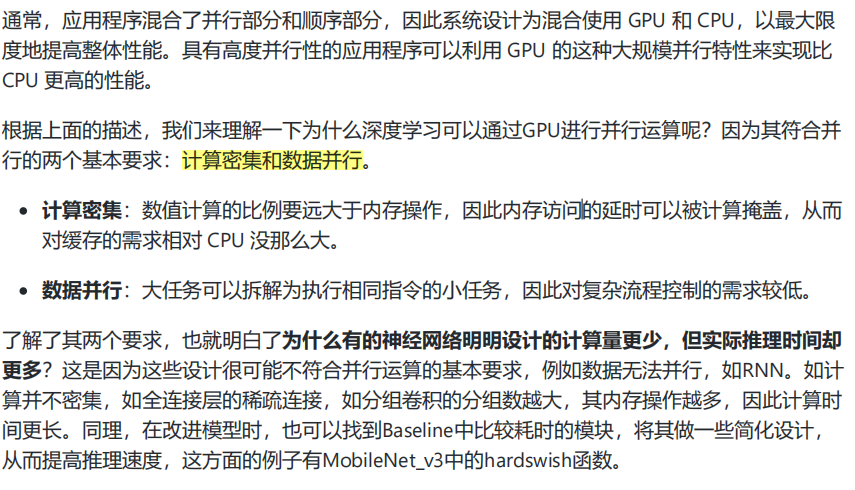 通常，应用程序混合了并行部分和顺序部分，因此系统设计为混合使用 GPU 和 CPU，以最大限
度地提高整体性能。具有高度并行性的应用程序可以利用 GPU 的这种大规模并行特性来实现比
CPU 更高的性能。
根据上面的描述，我们来理解一下为什么深度学习可以通过GPU进行并行运算呢？因为其符合并
行的两个基本要求：计算密集和数据并行。
• 计算密集：数值计算的比例要远大于内存操作，因此内存访问的延时可以被计算掩盖，从而
对缓存的需求相对 CPU 没那么大。
• 数据并行：大任务可以拆解为执行相同指令的小任务，因此对复杂流程控制的需求较低。
了解了其两个要求，也就明白了为什么有的神经网络明明设计的计算量更少，但实际推理时间却
更多？这是因为这些设计很可能不符合并行运算的基本要求，例如数据无法并行，如RNN。如计
算并不密集，如全连接层的稀疏连接，如分组卷积的分组数越大，其内存操作越多，因此计算时
间更长。同理，在改进模型时，也可以找到Baseline中比较耗时的模块，将其做一些简化设计，
从而提高推理速度，这方面的例子有MobileNet_v3中的hardswish函数。